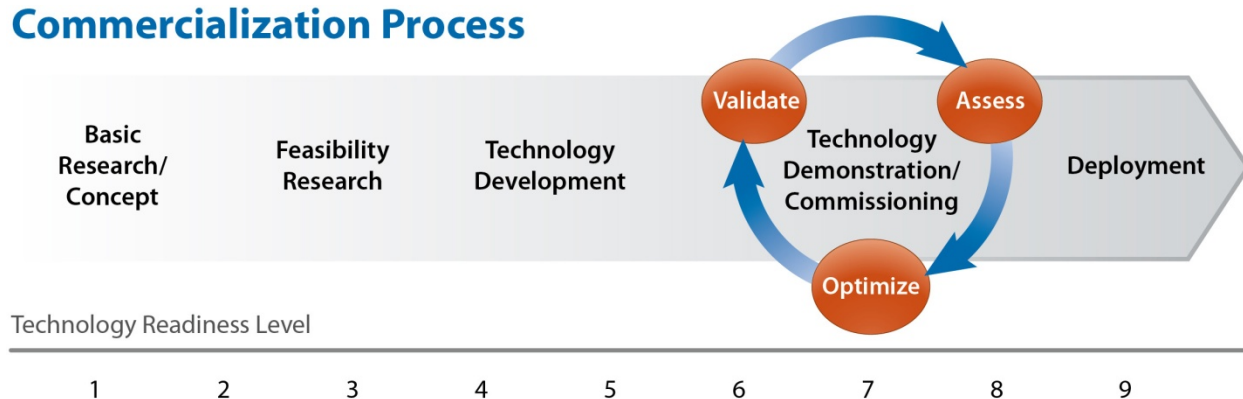 Commercialization Process
Basic
Research/
Concept
Feasibility
Research
Technology
Development
Validate
Assess
Technology
Demonstration/
Commissioning
Optimize
Deployment
Technology Readiness Level
1 2 3 4 5 6 7 8 9